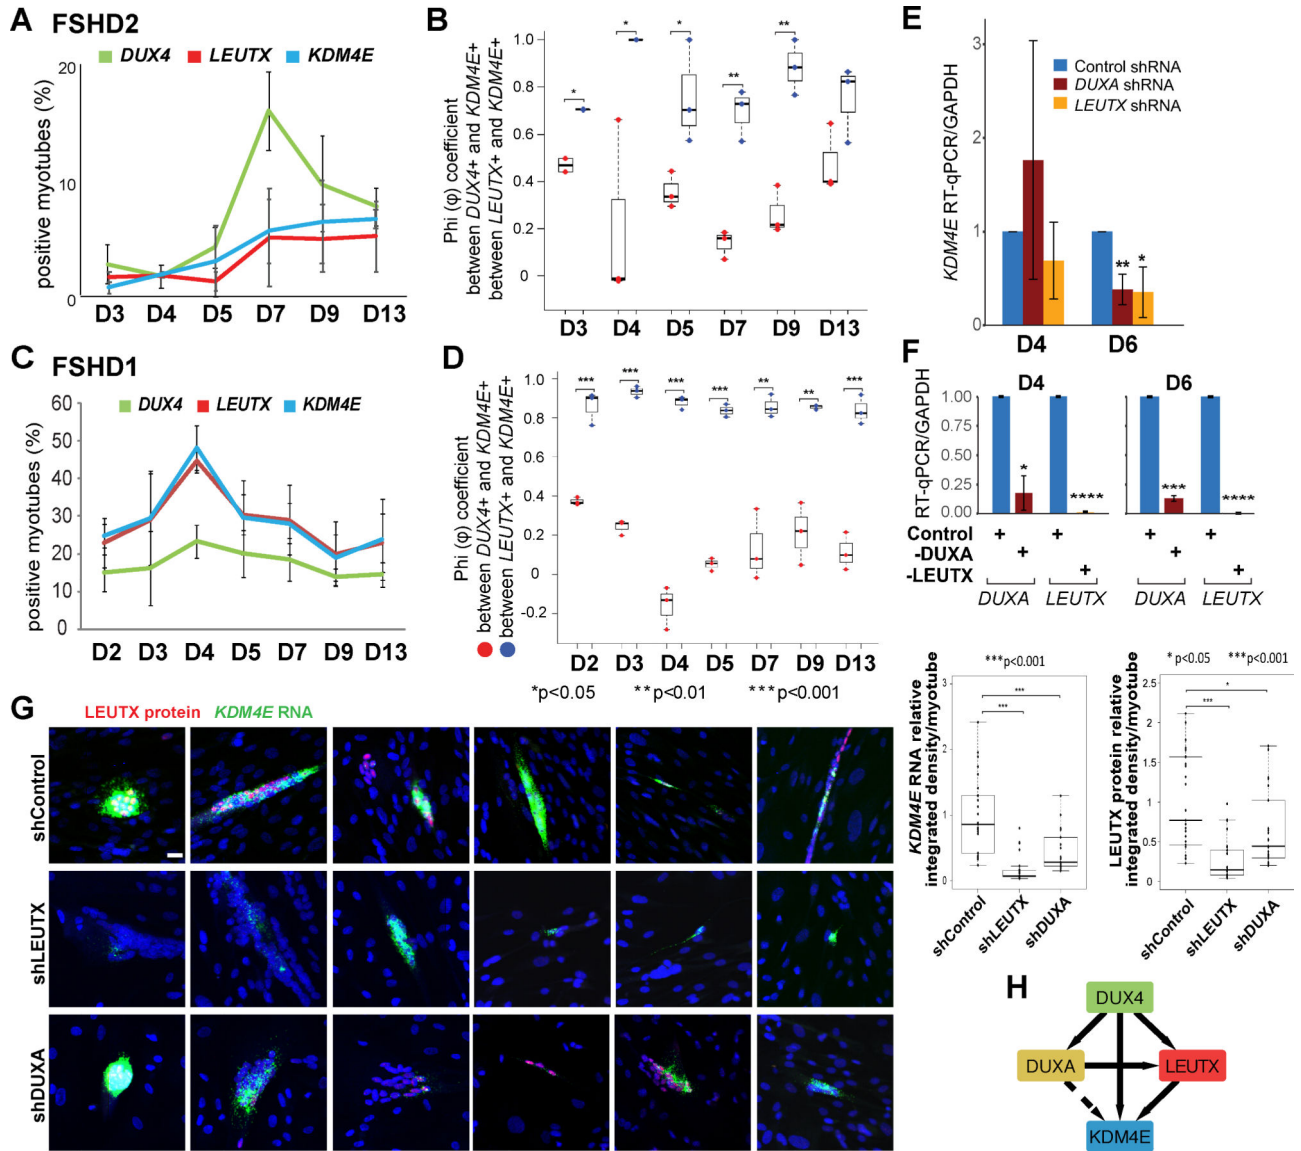 A FSHD2
DUX4 LEUTX KDM4E
positive myotubes (%)
20
10
0
D3 D4 D5 D7 D9 D13
B
Phi (φ) coefficient
between DUX4+ and KDM4E+
between LEUTX+ and KDM4E+
1.0
0.8
0.6
0.4
0.2
0
* * * ** **
D3 D4 D5 D7 D9 D13
C FSHD1
DUX4 LEUTX KDM4E
positive myotubes (%)
60
50
40
30
20
10
0
D2 D3 D4 D5 D7 D9 D13
D
Phi (φ) coefficient
between DUX4+ and KDM4E+
between LEUTX+ and KDM4E+
1.0
0.8
0.4
0
-0.2
*** *** *** *** ** ** ***
D2 D3 D4 D5 D7 D9 D13
*p<0.05 **p<0.01 ***p<0.001
E
KDM4E RT-qPCR/GAPDH
3
2
1
0
Control shRNA
DUXA shRNA
LEUTX shRNA
** *
D4 D6
F
RT-qPCR/GAPDH
D4 D6
1.00
0.75
0.50
0.25
0.00
* **** *** ****
Control + + + +
-DUXA + +
-LEUTX + +
DUXA LEUTX DUXA LEUTX
G
LEUTX protein KDM4E RNA
shControl
shLEUTX
shDUXA
***p<0.001
KDM4E RNA relative
integrated density/myotube
3
2
1
0
***
***
shControl shLEUTX shDUXA
*p<0.05 ***p<0.001
LEUTX protein relative
integrated density/myotube
2.5
2
1.5
1
0.5
0
*
***
shControl shLEUTX shDUXA
H
DUX4
DUXA LEUTX
KDM4E